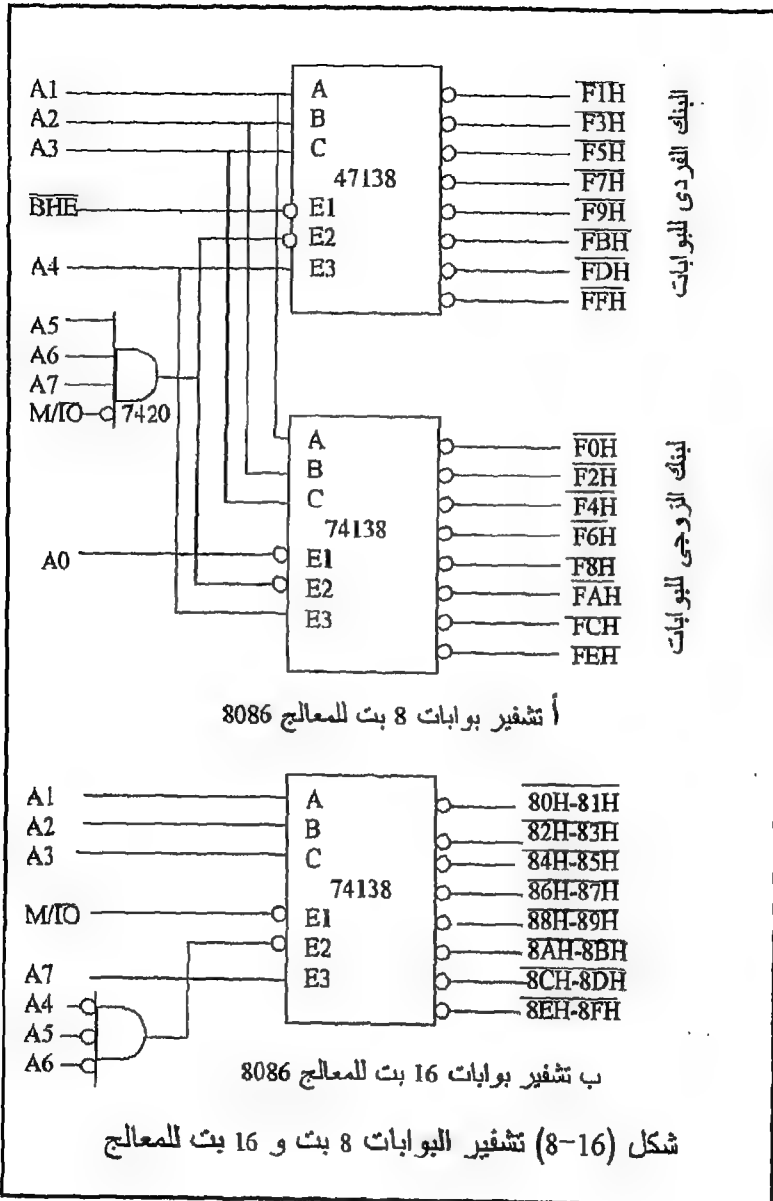 A1
A2
A3
BHE
A4
A5
A6
A7
M/IO
7420
A
B
C
47138
E1
E2
E3
F1H
F3H
F5H
F7H
F9H
FBH
FDH
FFH
البنك الفردى للبوابات
A0
A
B
C
74138
E1
E2
E3
F0H
F2H
F4H
F6H
F8H
FAH
FCH
FEH
لبنك الزوجى للبوابات
أ تشفير بوابات 8 بت للمعالج 8086
A1
A2
A3
M/IO
A7
A4
A5
A6
A
B
C
74138
E1
E2
E3
80H-81H
82H-83H
84H-85H
86H-87H
88H-89H
8AH-8BH
8CH-8DH
8EH-8FH
ب تشفير بوابات 16 بت للمعالج 8086
شكل (16-8) تشفير البوابات 8 بت و 16 بت للمعالج